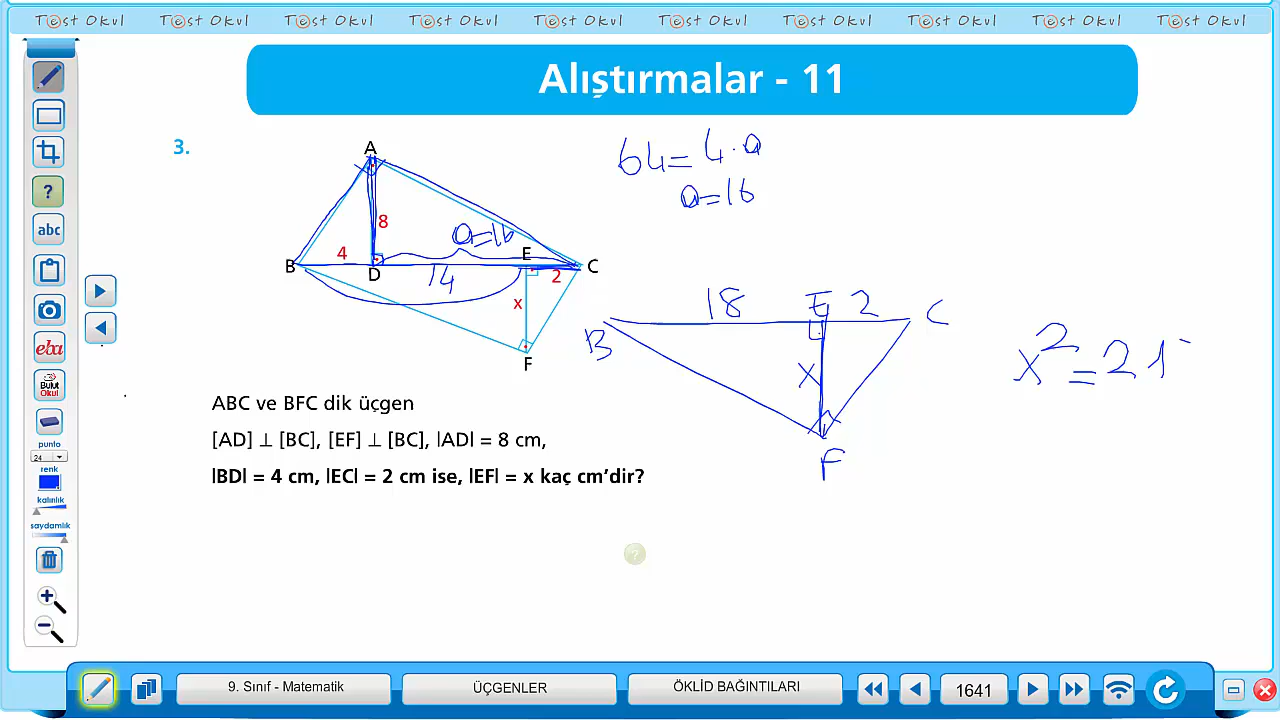 Test Okul Test Okul Test Okul Test Okul Test Okul Test Okul Test Okul Test Okul Test Okul Test Okul
Alıştırmalar - 11
3.
A
8
a=16
4
B
D
14
E
2
C
x
F
64=4.a
a=16
18
E
2
C
B
x
F
x²=2.1
ABC ve BFC dik üçgen
[AD] ⊥ [BC], [EF] ⊥ [BC], |AD| = 8 cm,
|BD| = 4 cm, |EC| = 2 cm ise, |EF| = x kaç cm'dir?
?
abc
eba
Bulut Okul
punto
24
renk
kalınlık
saydamlık
?
9. Sınıf - Matematik
ÜÇGENLER
ÖKLİD BAĞINTILARI
1641